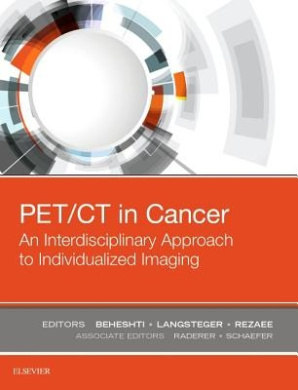 PET/CT in Cancer
An Interdisciplinary Approach
to Individualized Imaging
EDITORS BEHESHTI • LANGSTEGER • REZAEE
ASSOCIATE EDITORS RADERER • SCHAEFER
ELSEVIER